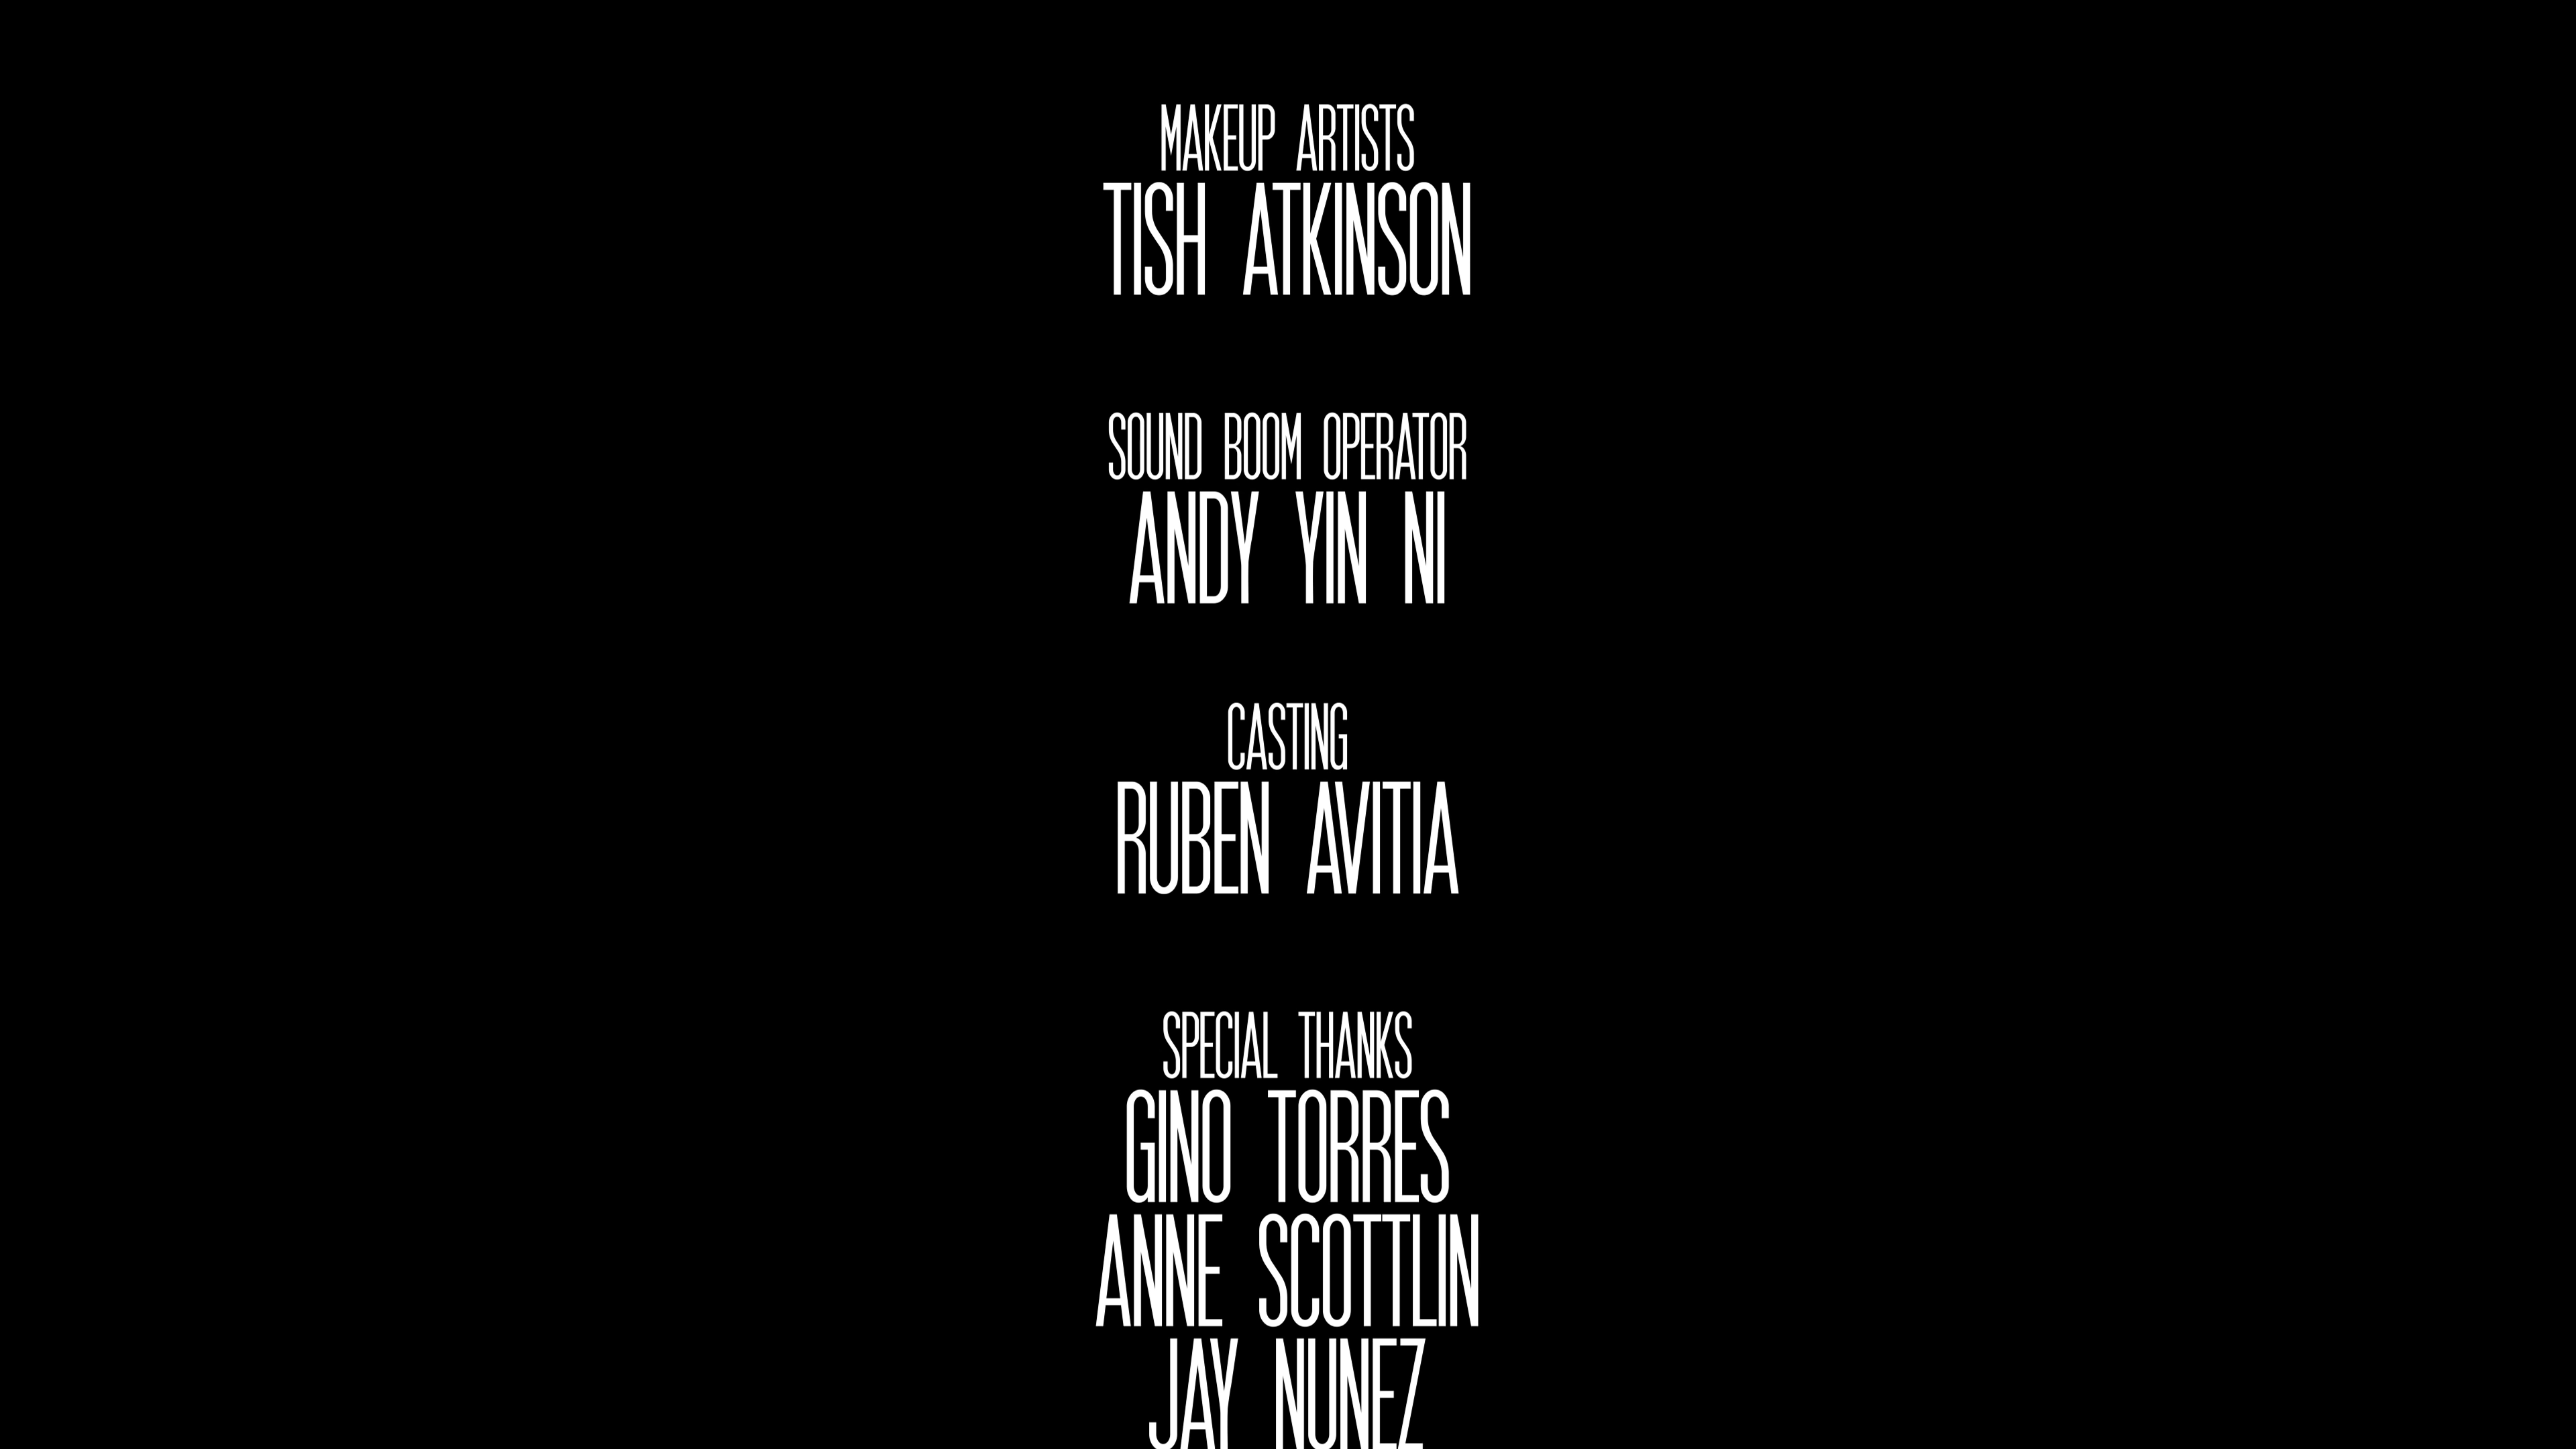 MAKEUP ARTISTS
TISH ATKINSON
SOUND BOOM OPERATOR
ANDY YIN NI
CASTING
RUBEN AVITIA
SPECIAL THANKS
GINO TORRES
ANNE SCOTTLIN
JAY NUNEZ